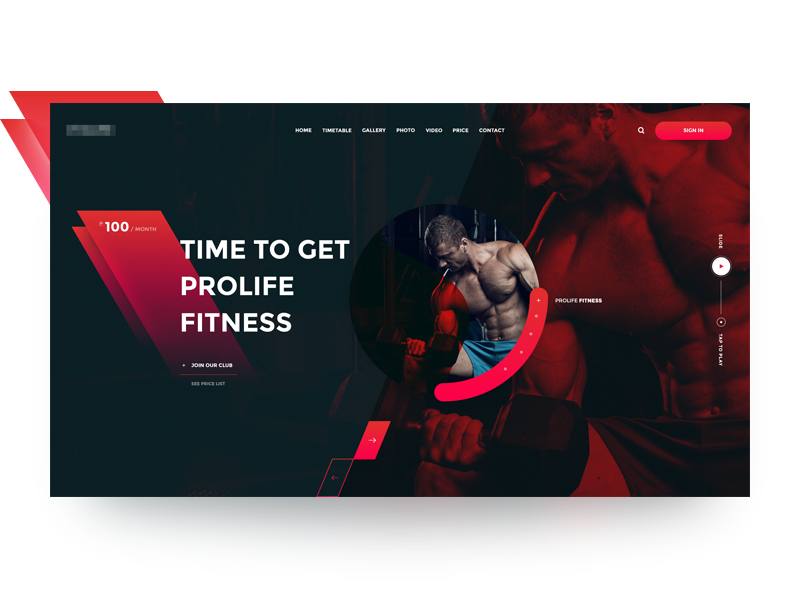 HOME TIMETABLE GALLERY PHOTO VIDEO PRICE CONTACT
SIGN IN
100 / MONTH
TIME TO GET
PROLIFE
FITNESS
JOIN OUR CLUB
SEE PRICE LIST
PROLIFE FITNESS
SLIDE
TAP TO PLAY